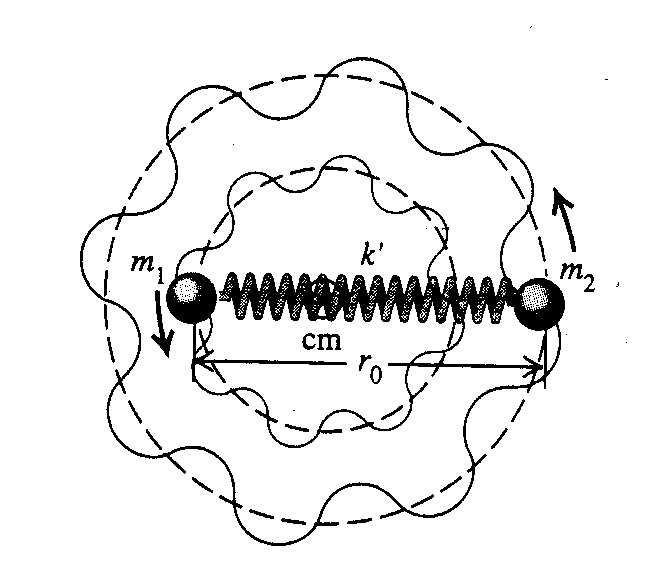 k'
m₁
m₂
cm
r₀